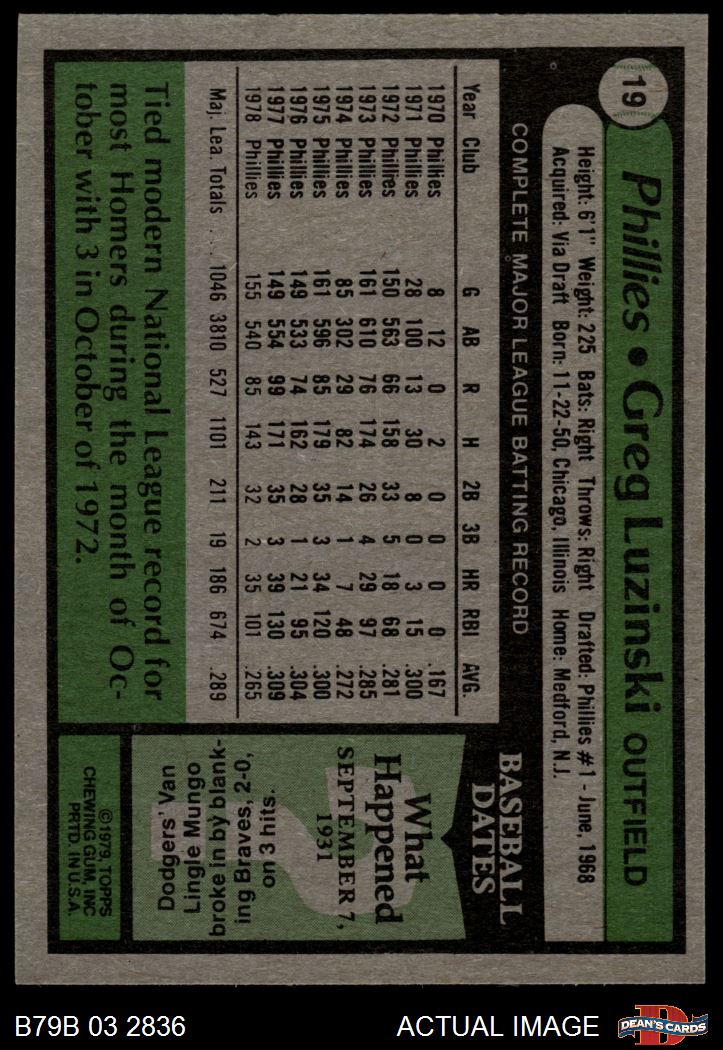 19
Phillies • Greg Luzinski OUTFIELD
Height: 6'1" Weight: 225 Bats: Right Throws: Right Drafted: Phillies #1 - June, 1968
Acquired: Via Draft Born: 11-22-50, Chicago, Illinois Home: Medford, N.J.
COMPLETE MAJOR LEAGUE BATTING RECORD
Year Club G AB R H 2B 3B HR RBI AVG.
1970 Phillies 8 12 0 2 0 0 0 0 .167
1971 Phillies 28 100 13 30 8 0 3 15 .300
1972 Phillies 150 563 66 158 33 5 18 68 .281
1973 Phillies 161 610 76 174 26 4 29 97 .285
1974 Phillies 85 302 29 82 14 1 7 48 .272
1975 Phillies 161 596 85 179 35 3 34 120 .300
1976 Phillies 149 533 74 162 28 1 21 95 .304
1977 Phillies 149 554 99 171 35 3 39 130 .309
1978 Phillies 155 540 85 143 32 2 35 101 .265
Maj. Lea. Totals . . . . 1046 3810 527 1101 211 19 186 674 .289
Tied modern National League record for
most Homers during the month of Oc-
tober with 3 in October of 1972.
BASEBALL
DATES
What
Happened
SEPTEMBER 7,
1931
Dodgers' Van
Lingle Mungo
broke in by blank-
ing Braves, 2-0,
on 3 hits.
©1979, TOPPS
CHEWING GUM, INC
PRTD. IN U.S.A.
B79B 03 2836
ACTUAL IMAGE
D
DEAN'S CARDS